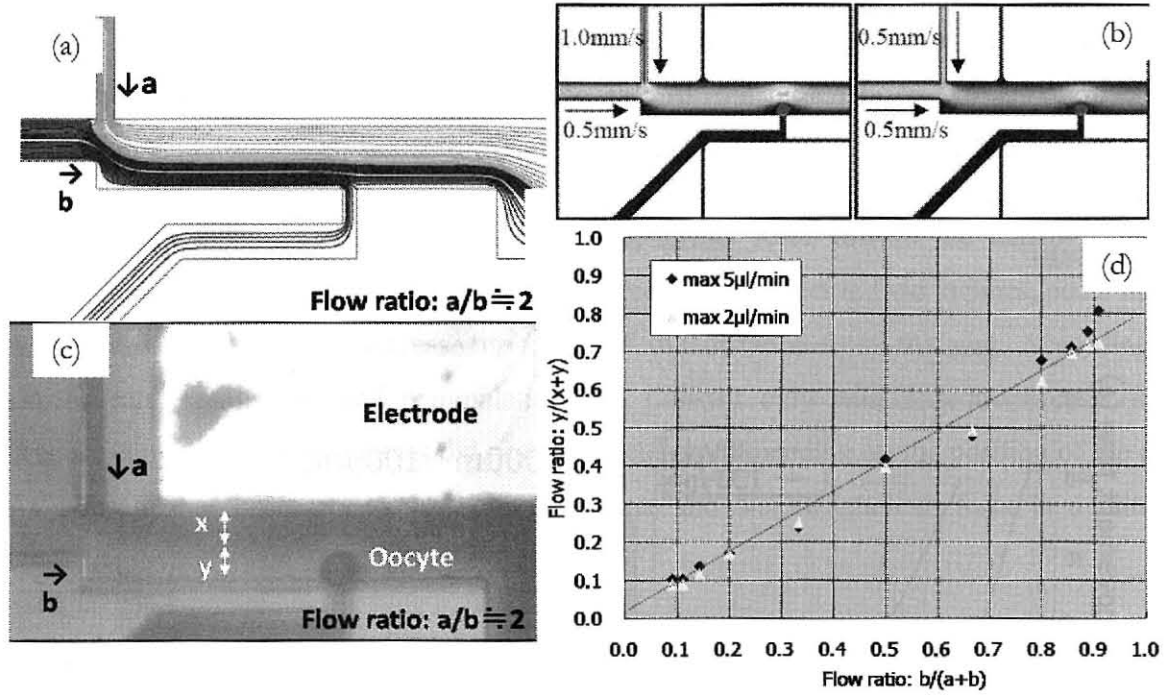 (a)
↓a
→
b
Flow ratio: a/b≒2
(b)
1.0mm/s
0.5mm/s
0.5mm/s
0.5mm/s
(c)
Electrode
↓a
x
y
Oocyte
→
b
Flow ratio: a/b≒2
(d)
1.0
0.9
0.8
0.7
0.6
0.5
0.4
0.3
0.2
0.1
0.0
◆ max 5µl/min
▲ max 2µl/min
Flow ratio: y/(x+y)
0.0 0.1 0.2 0.3 0.4 0.5 0.6 0.7 0.8 0.9 1.0
Flow ratio: b/(a+b)